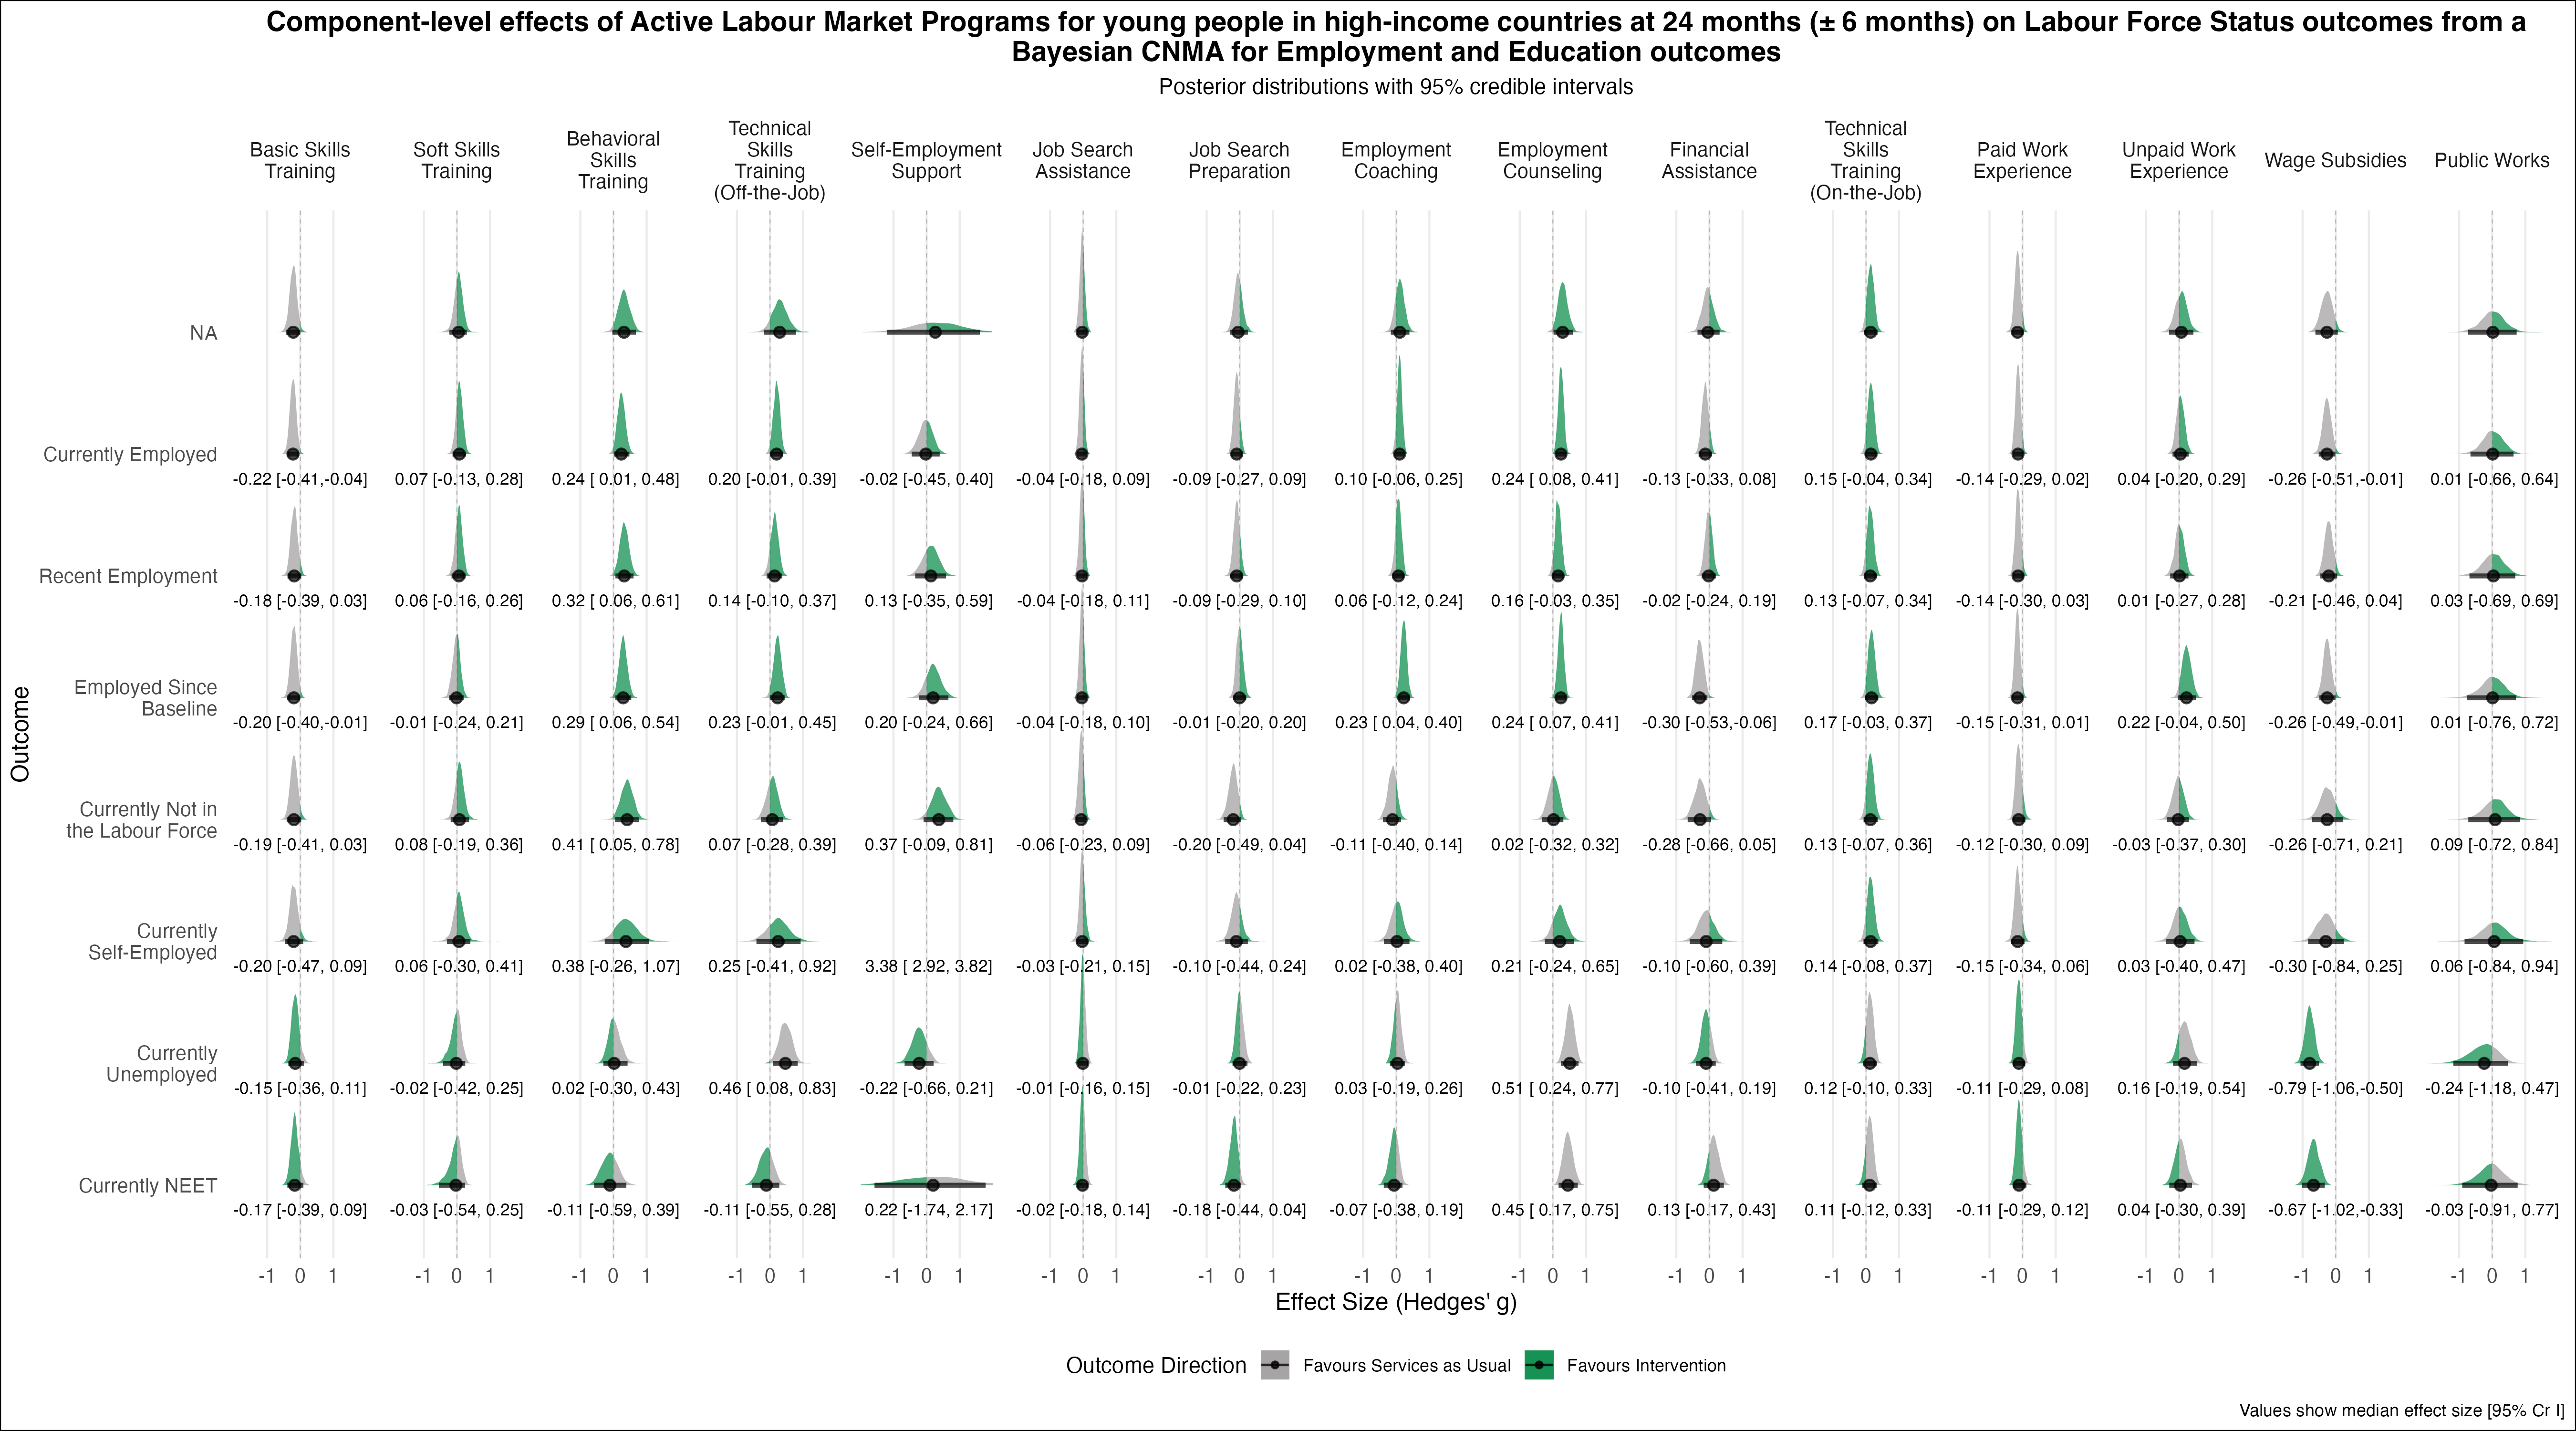 Component-level effects of Active Labour Market Programs for young people in high-income countries at 24 months (± 6 months) on Labour Force Status outcomes from a
Bayesian CNMA for Employment and Education outcomes
Posterior distributions with 95% credible intervals
Basic Skills
Training
Soft Skills
Training
Behavioral
Skills
Training
Technical
Skills
Training
(Off-the-Job)
Self-Employment
Support
Job Search
Assistance
Job Search
Preparation
Employment
Coaching
Employment
Counseling
Financial
Assistance
Technical
Skills
Training
(On-the-Job)
Paid Work
Experience
Unpaid Work
Experience
Wage Subsidies
Public Works
Outcome
NA
Currently Employed
-0.22 [-0.41,-0.04] 0.07 [-0.13, 0.28] 0.24 [ 0.01, 0.48] 0.20 [-0.01, 0.39] -0.02 [-0.45, 0.40] -0.04 [-0.18, 0.09] -0.09 [-0.27, 0.09] 0.10 [-0.06, 0.25] 0.24 [ 0.08, 0.41] -0.13 [-0.33, 0.08] 0.15 [-0.04, 0.34] -0.14 [-0.29, 0.02] 0.04 [-0.20, 0.29] -0.26 [-0.51,-0.01] 0.01 [-0.66, 0.64]
Recent Employment
-0.18 [-0.39, 0.03] 0.06 [-0.16, 0.26] 0.32 [ 0.06, 0.61] 0.14 [-0.10, 0.37] 0.13 [-0.35, 0.59] -0.04 [-0.18, 0.11] -0.09 [-0.29, 0.10] 0.06 [-0.12, 0.24] 0.16 [-0.03, 0.35] -0.02 [-0.24, 0.19] 0.13 [-0.07, 0.34] -0.14 [-0.30, 0.03] 0.01 [-0.27, 0.28] -0.21 [-0.46, 0.04] 0.03 [-0.69, 0.69]
Employed Since
Baseline
-0.20 [-0.40,-0.01] -0.01 [-0.24, 0.21] 0.29 [ 0.06, 0.54] 0.23 [-0.01, 0.45] 0.20 [-0.24, 0.66] -0.04 [-0.18, 0.10] -0.01 [-0.20, 0.20] 0.23 [ 0.04, 0.40] 0.24 [ 0.07, 0.41] -0.30 [-0.53,-0.06] 0.17 [-0.03, 0.37] -0.15 [-0.31, 0.01] 0.22 [-0.04, 0.50] -0.26 [-0.49,-0.01] 0.01 [-0.76, 0.72]
Currently Not in
the Labour Force
-0.19 [-0.41, 0.03] 0.08 [-0.19, 0.36] 0.41 [ 0.05, 0.78] 0.07 [-0.28, 0.39] 0.37 [-0.09, 0.81] -0.06 [-0.23, 0.09] -0.20 [-0.49, 0.04] -0.11 [-0.40, 0.14] 0.02 [-0.32, 0.32] -0.28 [-0.66, 0.05] 0.13 [-0.07, 0.36] -0.12 [-0.30, 0.09] -0.03 [-0.37, 0.30] -0.26 [-0.71, 0.21] 0.09 [-0.72, 0.84]
Currently
Self-Employed
-0.20 [-0.47, 0.09] 0.06 [-0.30, 0.41] 0.38 [-0.26, 1.07] 0.25 [-0.41, 0.92] 3.38 [ 2.92, 3.82] -0.03 [-0.21, 0.15] -0.10 [-0.44, 0.24] 0.02 [-0.38, 0.40] 0.21 [-0.24, 0.65] -0.10 [-0.60, 0.39] 0.14 [-0.08, 0.37] -0.15 [-0.34, 0.06] 0.03 [-0.40, 0.47] -0.30 [-0.84, 0.25] 0.06 [-0.84, 0.94]
Currently
Unemployed
-0.15 [-0.36, 0.11] -0.02 [-0.42, 0.25] 0.02 [-0.30, 0.43] 0.46 [ 0.08, 0.83] -0.22 [-0.66, 0.21] -0.01 [-0.16, 0.15] -0.01 [-0.22, 0.23] 0.03 [-0.19, 0.26] 0.51 [ 0.24, 0.77] -0.10 [-0.41, 0.19] 0.12 [-0.10, 0.33] -0.11 [-0.29, 0.08] 0.16 [-0.19, 0.54] -0.79 [-1.06,-0.50] -0.24 [-1.18, 0.47]
Currently NEET
-0.17 [-0.39, 0.09] -0.03 [-0.54, 0.25] -0.11 [-0.59, 0.39] -0.11 [-0.55, 0.28] 0.22 [-1.74, 2.17] -0.02 [-0.18, 0.14] -0.18 [-0.44, 0.04] -0.07 [-0.38, 0.19] 0.45 [ 0.17, 0.75] 0.13 [-0.17, 0.43] 0.11 [-0.12, 0.33] -0.11 [-0.29, 0.12] 0.04 [-0.30, 0.39] -0.67 [-1.02,-0.33] -0.03 [-0.91, 0.77]
-1 0 1 -1 0 1 -1 0 1 -1 0 1 -1 0 1 -1 0 1 -1 0 1 -1 0 1 -1 0 1 -1 0 1 -1 0 1 -1 0 1 -1 0 1 -1 0 1 -1 0 1
Effect Size (Hedges' g)
Outcome Direction Favours Services as Usual Favours Intervention
Values show median effect size [95% Cr I]